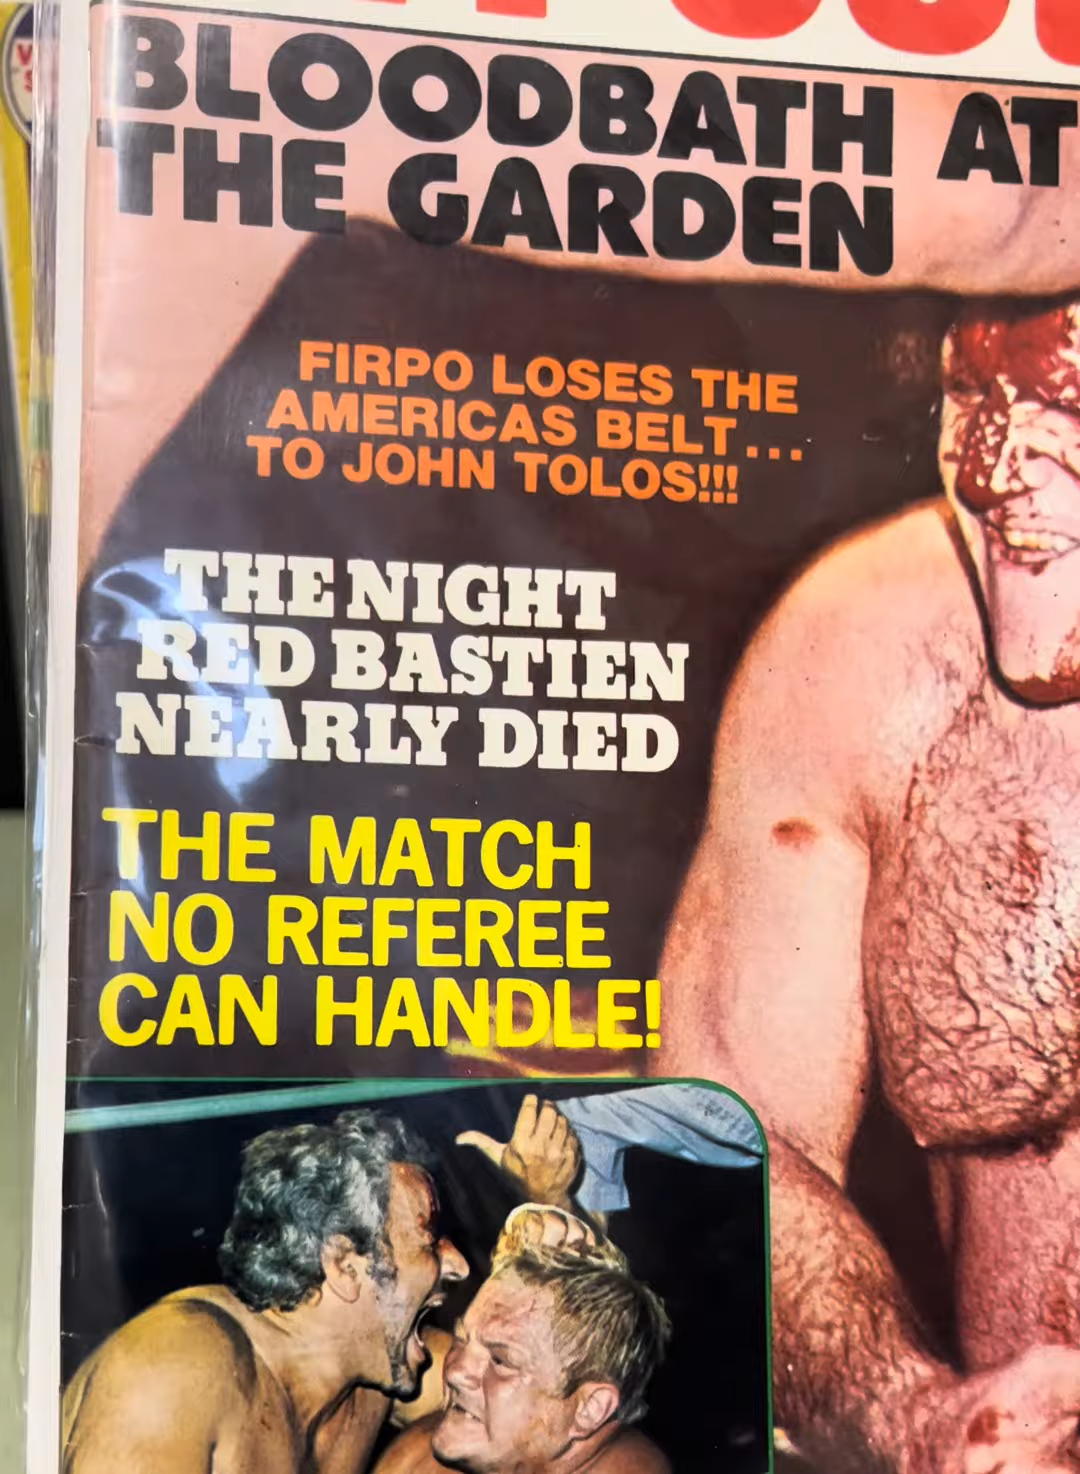 BLOODBATH AT
THE GARDEN
FIRPO LOSES THE
AMERICAS BELT...
TO JOHN TOLOS!!!
THE NIGHT
RED BASTIEN
NEARLY DIED
THE MATCH
NO REFEREE
CAN HANDLE!